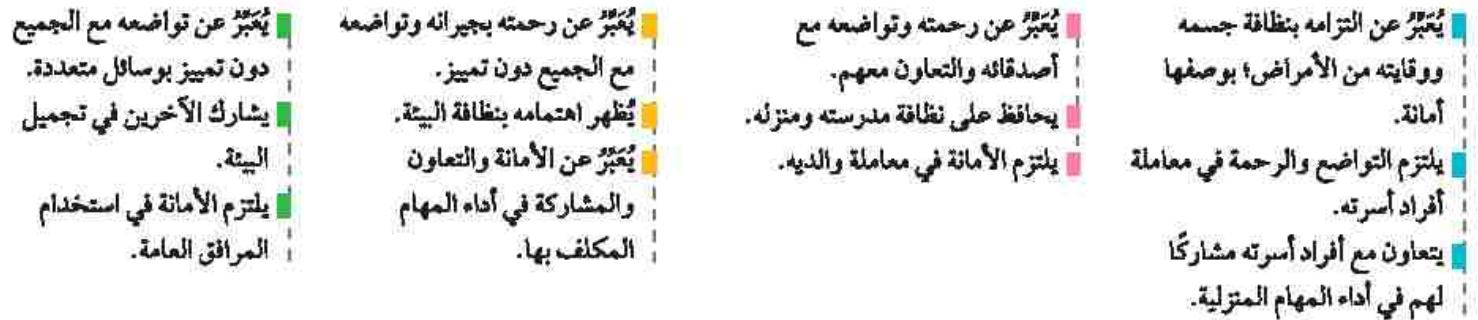 يُعَبِّرُ عن التزامه بنظافة جسمه
ووقايته من الأمراض؛ بوصفها
أمانة.
يلتزم التواضع والرحمة في معاملة
أفراد أسرته.
يتعاون مع أفراد أسرته مشاركًا
لهم في أداء المهام المنزلية.
يُعَبِّرُ عن رحمته وتواضعه مع
أصدقائه والتعاون معهم.
يحافظ على نظافة مدرسته ومنزله.
يلتزم الأمانة في معاملة والديه.
يُعَبِّرُ عن رحمته بجيرانه وتواضعه
مع الجميع دون تمييز.
يُظهر اهتمامه بنظافة البيئة.
يُعَبِّرُ عن الأمانة والتعاون
والمشاركة في أداء المهام
المكلف بها.
يُعَبِّرُ عن تواضعه مع الجميع
دون تمييز بوسائل متعددة.
يشارك الآخرين في تجميل
البيئة.
يلتزم الأمانة في استخدام
المرافق العامة.